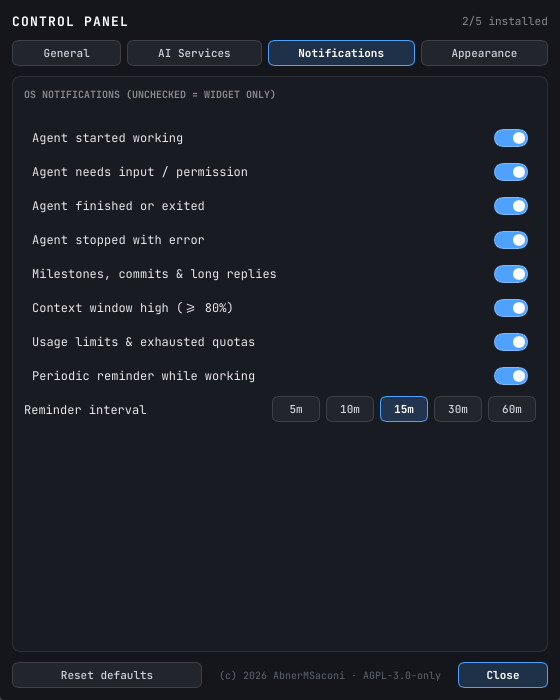 CONTROL PANEL
2/5 installed
General
AI Services
Notifications
Appearance
OS NOTIFICATIONS (UNCHECKED = WIDGET ONLY)
Agent started working
Agent needs input / permission
Agent finished or exited
Agent stopped with error
Milestones, commits & long replies
Context window high (⩾ 80%)
Usage limits & exhausted quotas
Periodic reminder while working
Reminder interval
5m
10m
15m
30m
60m
Reset defaults
(c) 2026 AbnerMSaconi · AGPL-3.0-only
Close